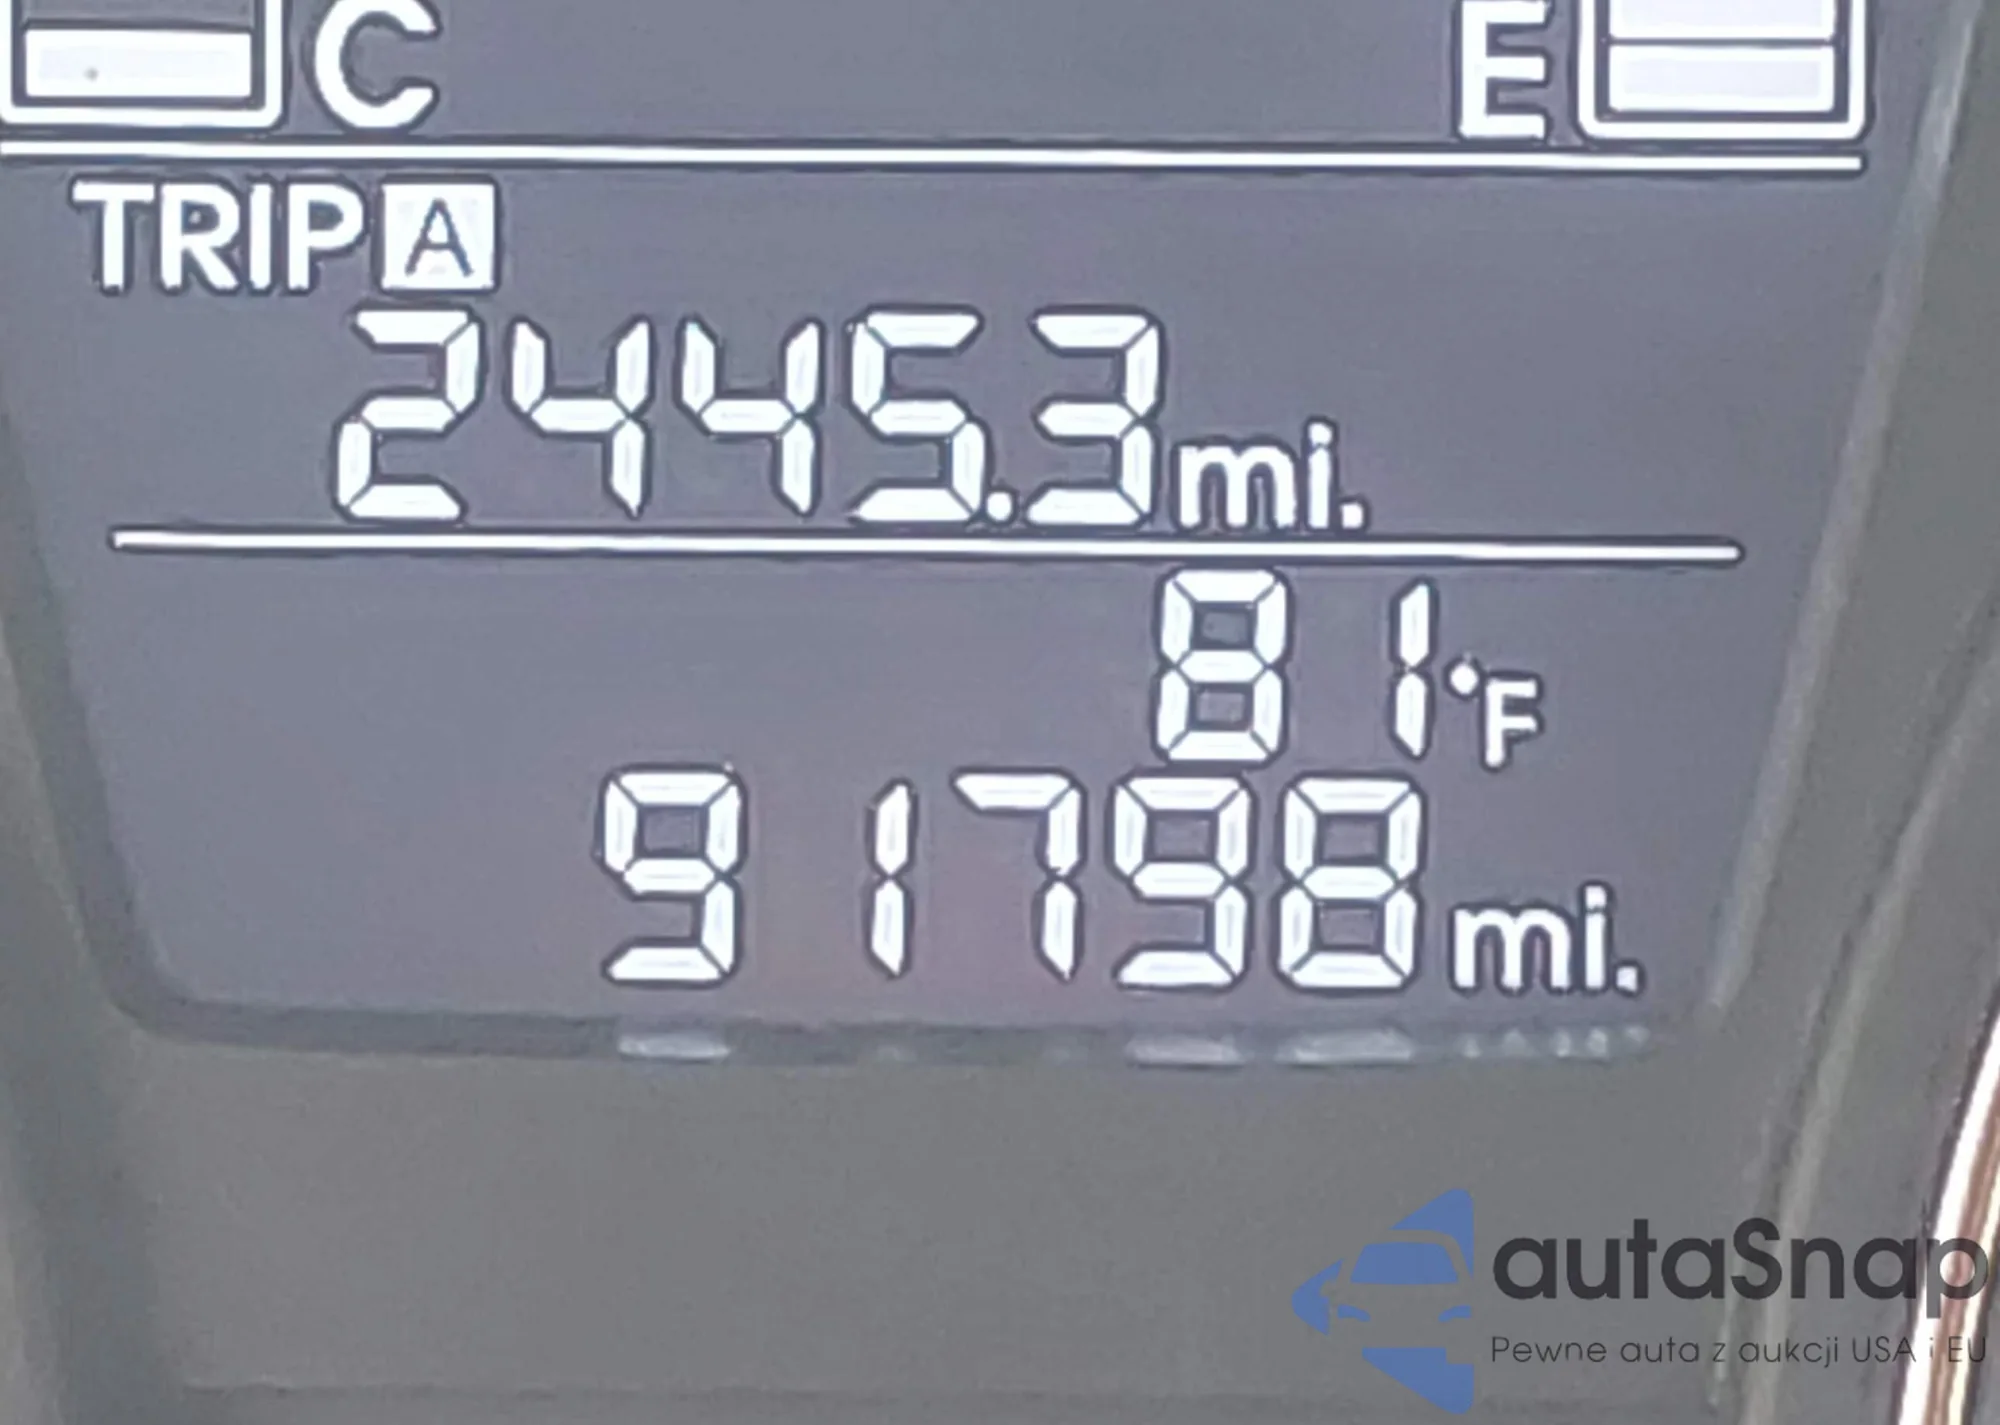 C E
TRIP A
2445.3 mi.
81°F
91798 mi.
autaSnap
Pewne auta z aukcji USA i EU